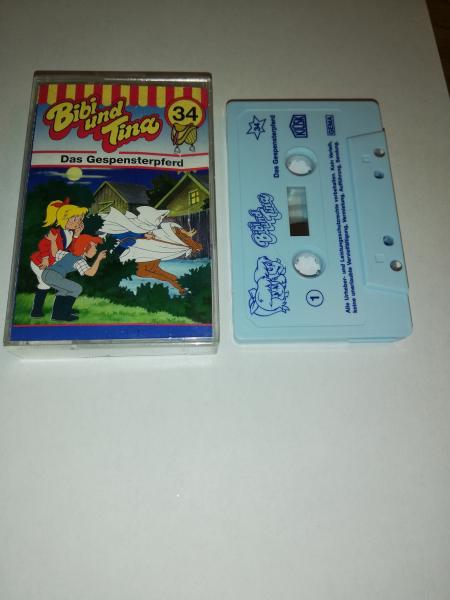 Bibi
und
Tina
34
Das Gespensterpferd
34
KIDDINX
GEMA
Das Gespensterpferd
Bibi
und Tina
1
Alle Urheber- und Leistungsschutzrechte vorbehalten. Kein Verleih,
keine unerlaubte Vervielfältigung, Vermietung, Aufführung, Sendung.